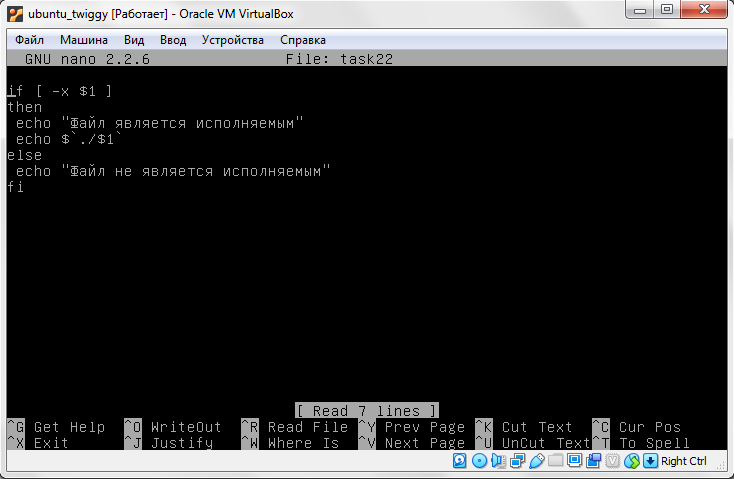 ubuntu_twiggy [Работает] - Oracle VM VirtualBox
Файл Машина Вид Ввод Устройства Справка
GNU nano 2.2.6 File: task22
if [ -x $1 ]
then
echo "Файл является исполняемым"
echo $`./$1`
else
echo "Файл не является исполняемым"
fi
[ Read 7 lines ]
^G Get Help ^O WriteOut ^R Read File ^Y Prev Page ^K Cut Text ^C Cur Pos
^X Exit ^J Justify ^W Where Is ^V Next Page ^U UnCut Text ^T To Spell
Right Ctrl